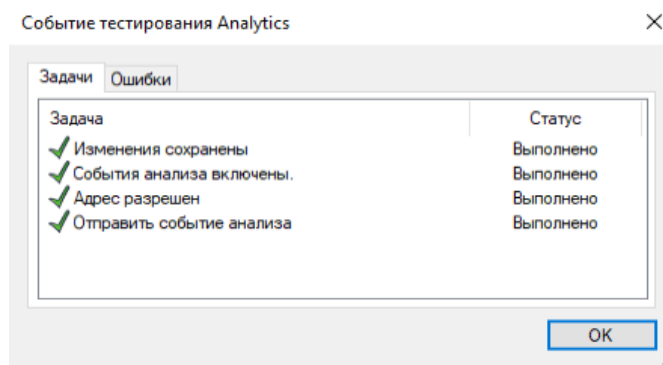 Событие тестирования Analytics
Задачи Ошибки
Задача Статус
Изменения сохранены Выполнено
События анализа включены. Выполнено
Адрес разрешен Выполнено
Отправить событие анализа Выполнено
OK